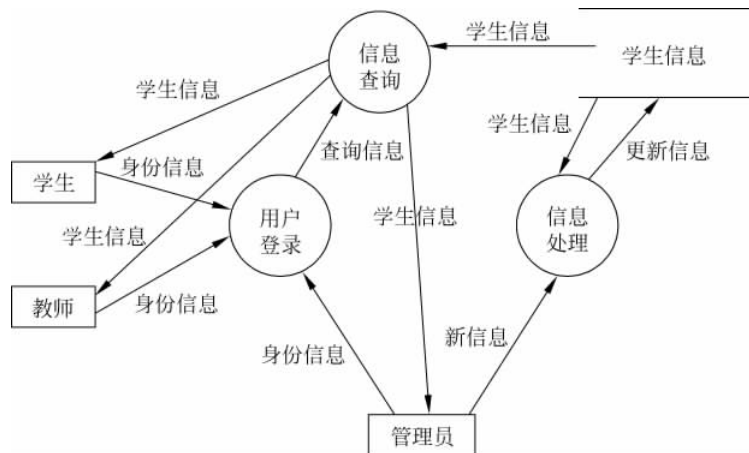 学生信息
信息
查询
学生信息
学生信息
学生信息
查询信息
更新信息
身份信息
学生
用户
登录
学生信息
学生信息
信息
处理
教师
身份信息
身份信息
新信息
管理员